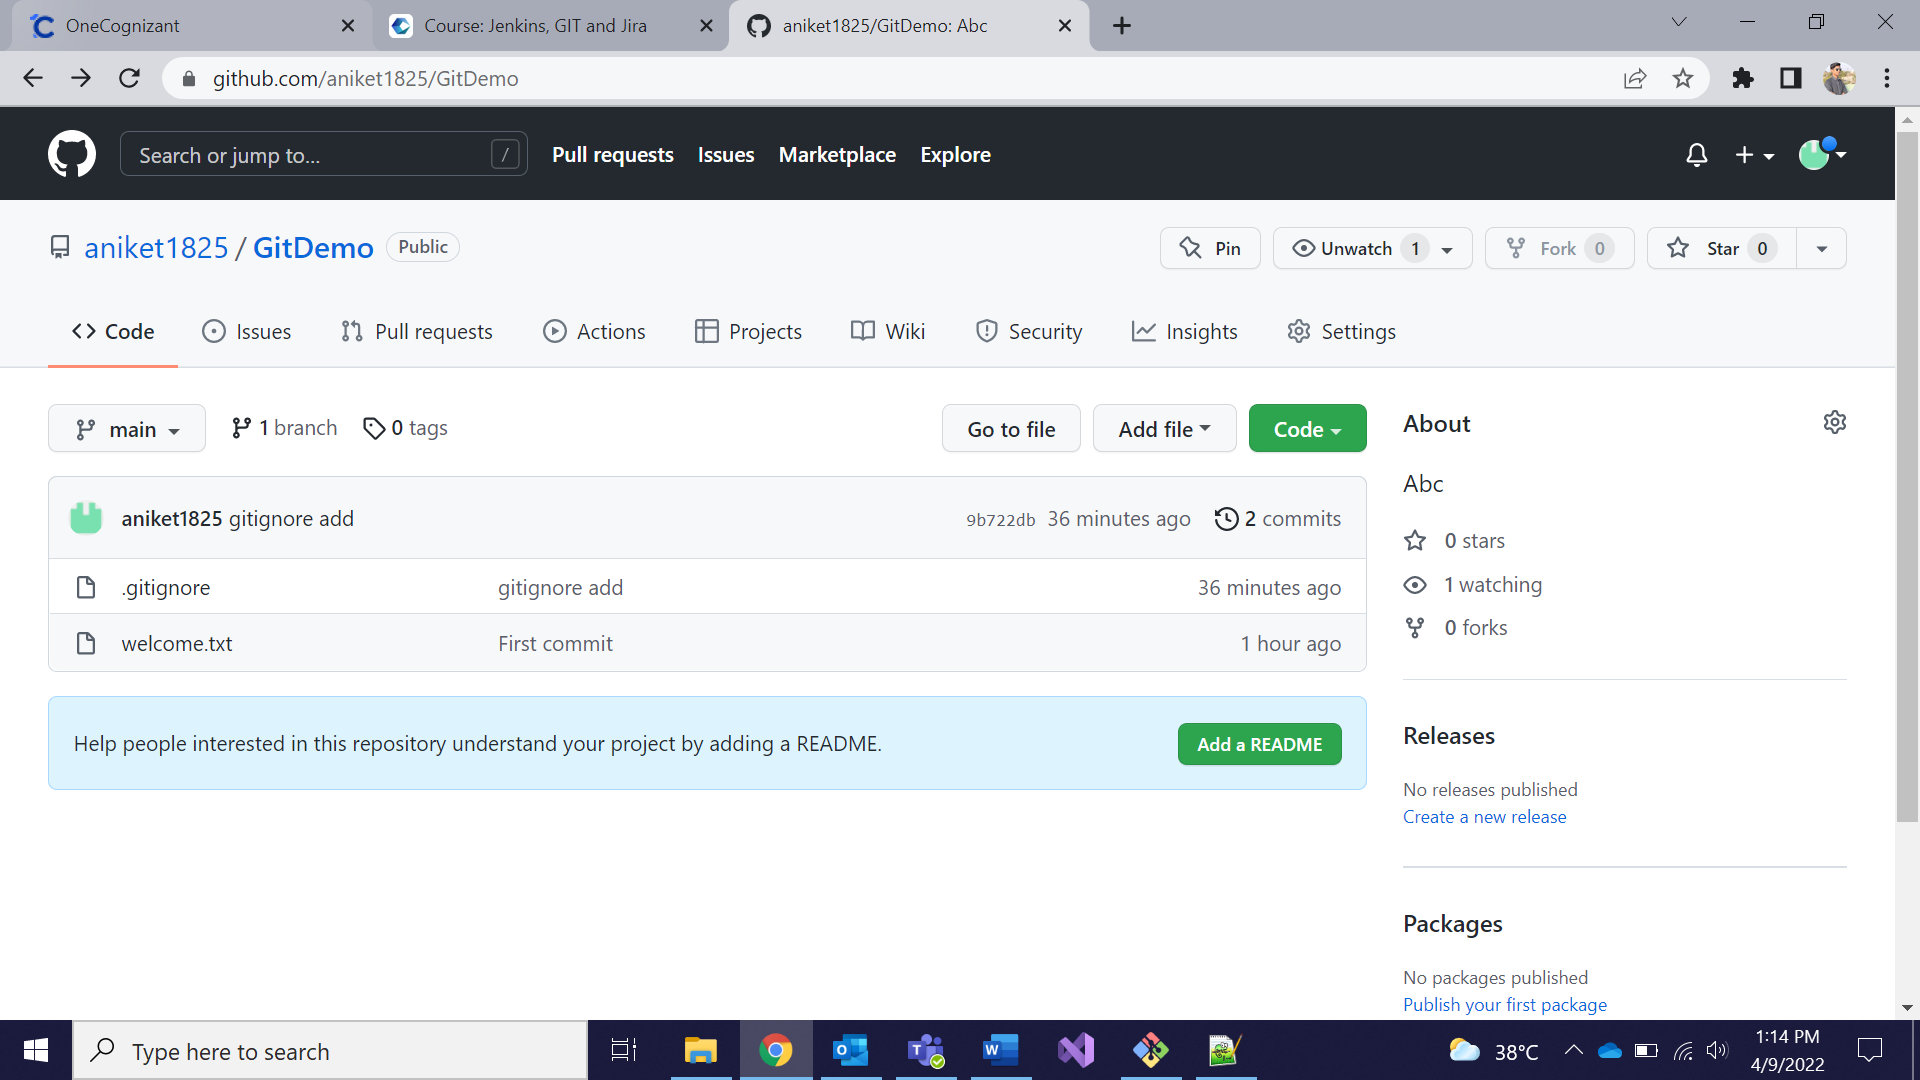 OneCognizant
Course: Jenkins, GIT and Jira
aniket1825/GitDemo: Abc
github.com/aniket1825/GitDemo
Search or jump to... /
Pull requests Issues Marketplace Explore
aniket1825 / GitDemo Public
Pin Unwatch 1 Fork 0 Star 0
Code Issues Pull requests Actions Projects Wiki Security Insights Settings
main 1 branch 0 tags Go to file Add file Code
aniket1825 gitignore add 9b722db 36 minutes ago 2 commits
.gitignore gitignore add 36 minutes ago
welcome.txt First commit 1 hour ago
Help people interested in this repository understand your project by adding a README. Add a README
About
Abc
0 stars
1 watching
0 forks
Releases
No releases published
Create a new release
Packages
No packages published
Publish your first package
Type here to search
38°C
1:14 PM
4/9/2022